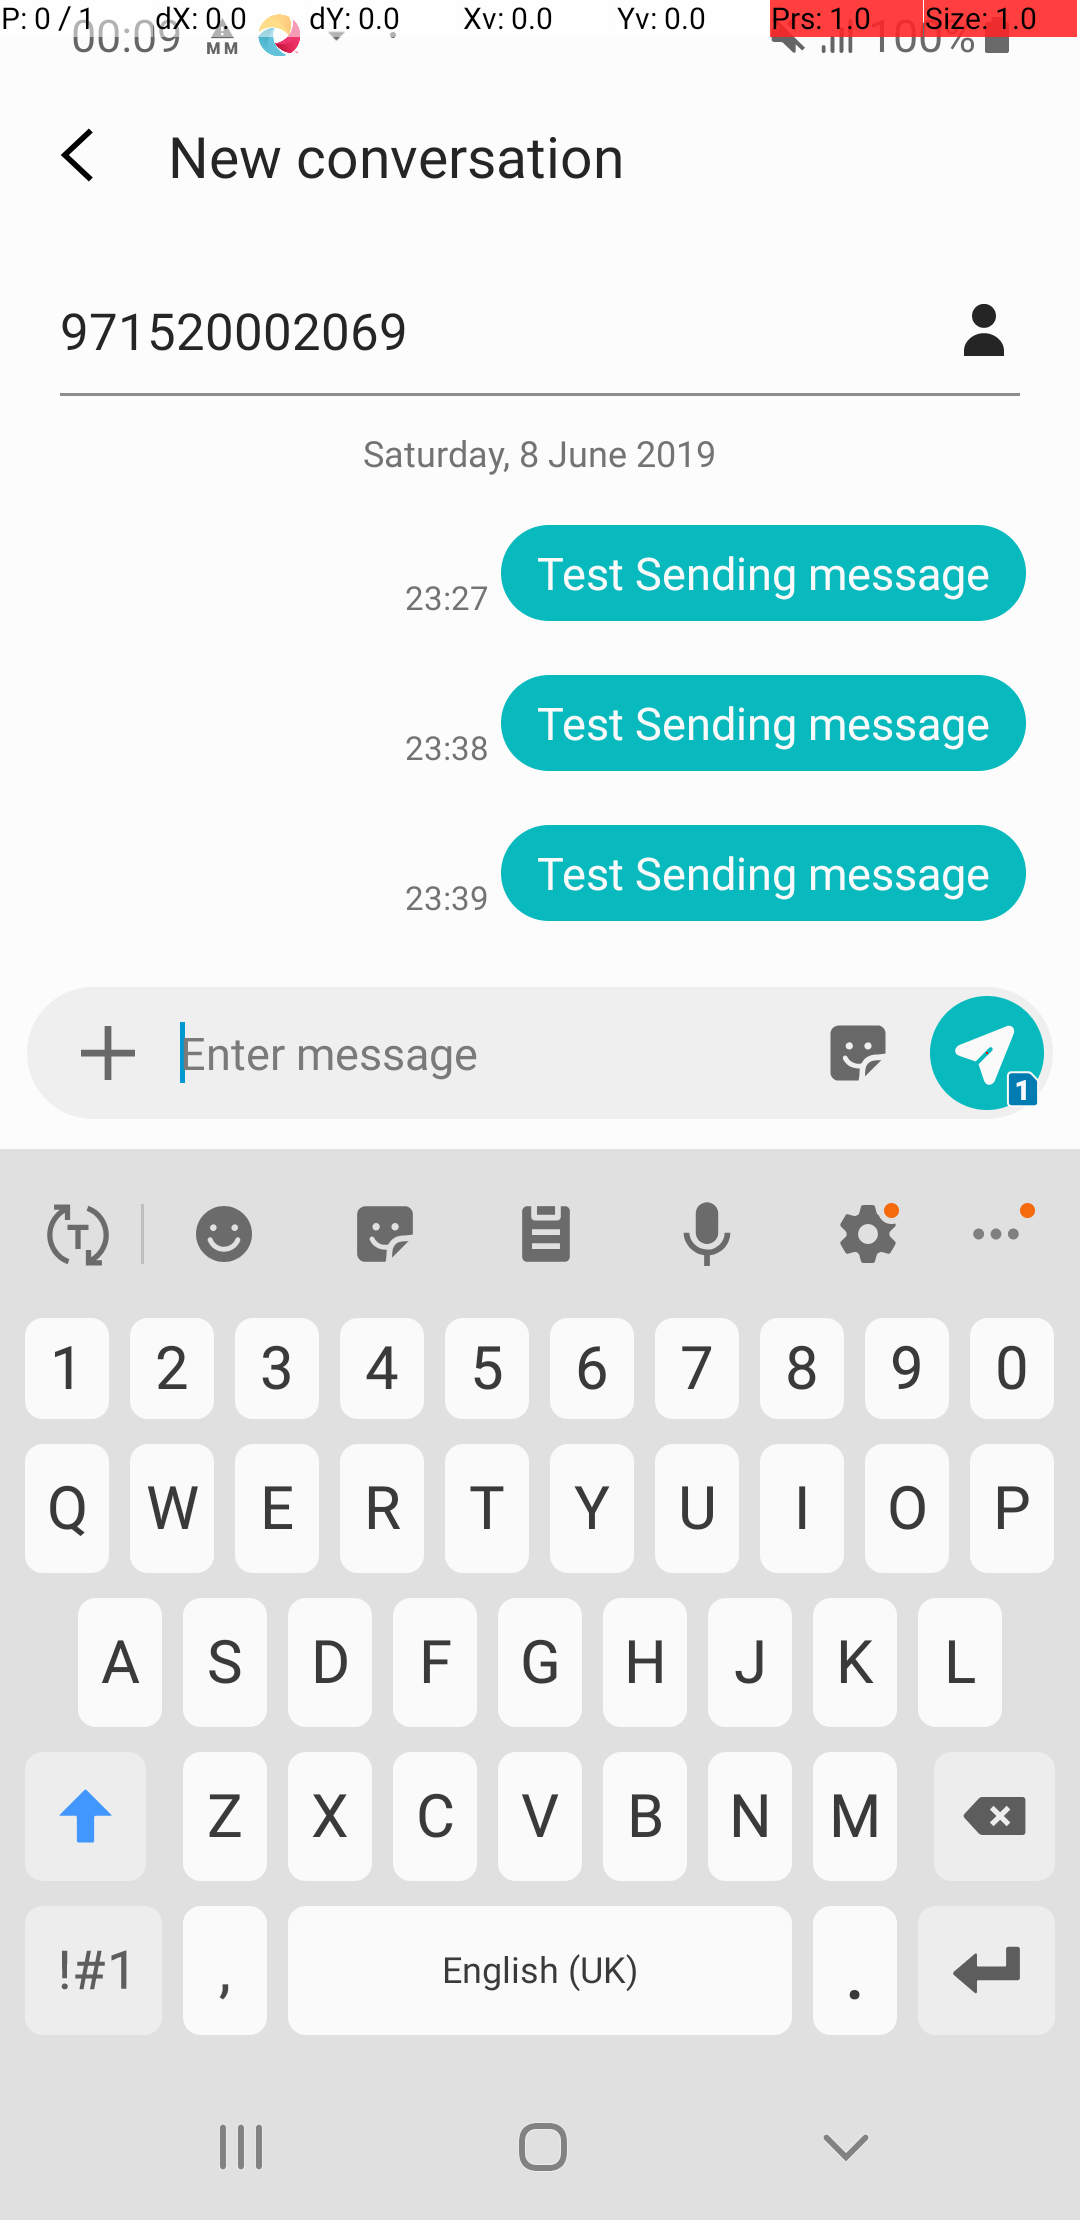 P: 0 / 1 dX: 0.0 dY: 0.0 Xv: 0.0 Yv: 0.0 Prs: 1.0 Size: 1.0
00:09 MM 100%
New conversation
971520002069
Saturday, 8 June 2019
Test Sending message
23:27
Test Sending message
23:38
Test Sending message
23:39
Enter message
1
T
1 2 3 4 5 6 7 8 9 0
Q W E R T Y U I O P
A S D F G H J K L
Z X C V B N M
!#1 , English (UK) .